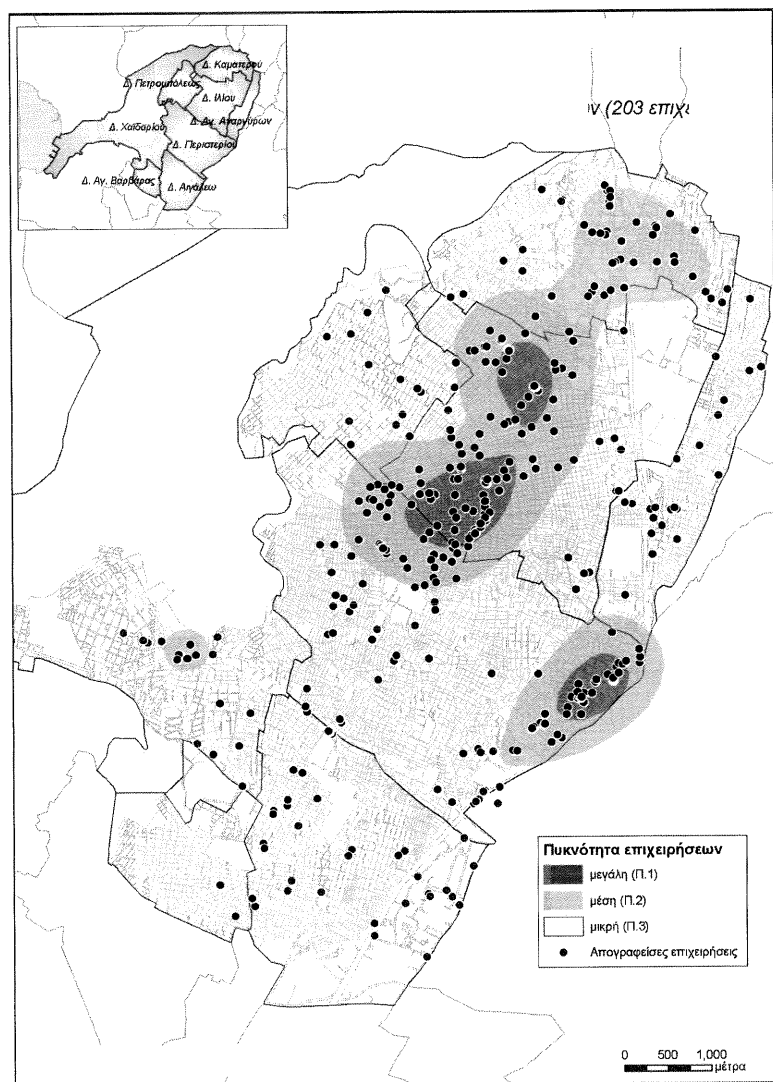 Δ. Καματερού
Δ. Πετρουπόλεως
Δ. Ιλίου
Δ. Αγ. Αναργύρων
Δ. Χαϊδαρίου
Δ. Περιστερίου
Δ. Αγ. Βαρβάρας
Δ. Αιγάλεω
(203 επιχε
Πυκνότητα επιχειρήσεων
μεγάλη (Π.1)
μέση (Π.2)
μικρή (Π.3)
Απογραφείσες επιχειρήσεις
0 500 1,000
μέτρα